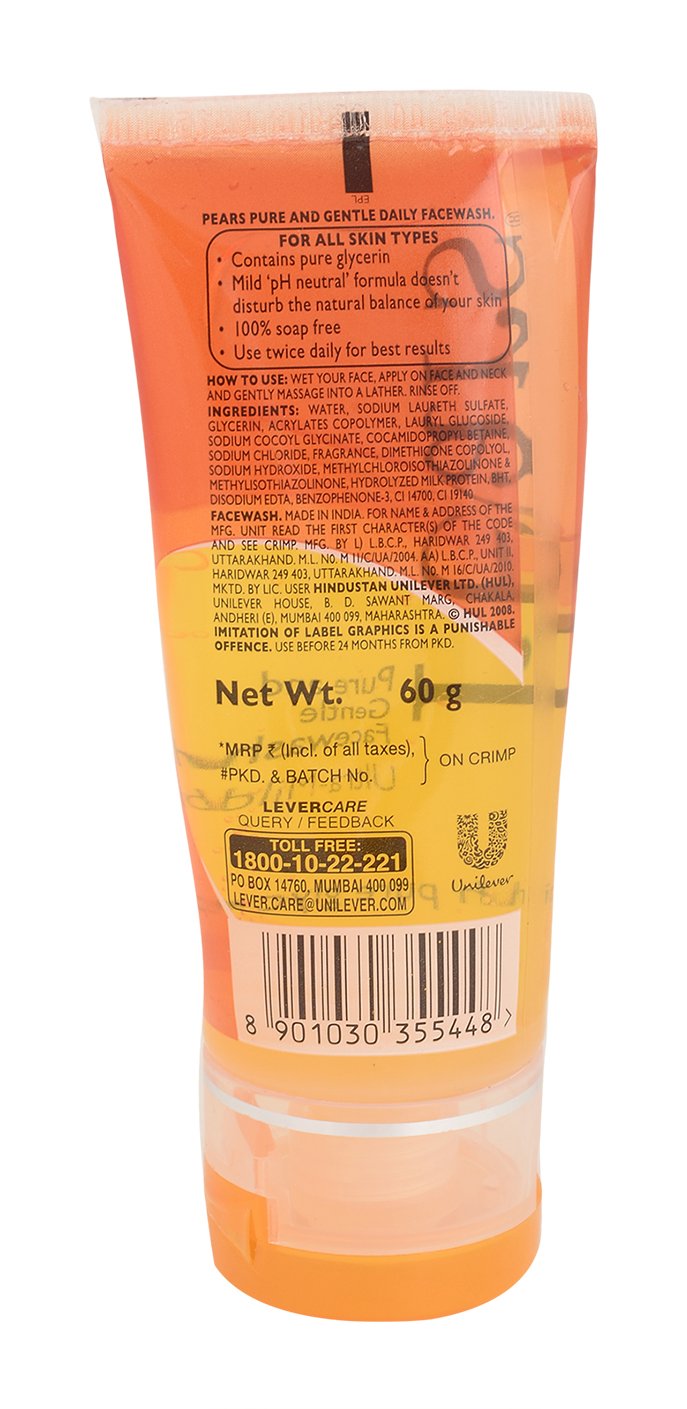 EPL
PEARS PURE AND GENTLE DAILY FACEWASH.
FOR ALL SKIN TYPES
• Contains pure glycerin
• Mild 'pH neutral' formula doesn't
disturb the natural balance of your skin
• 100% soap free
• Use twice daily for best results
HOW TO USE: WET YOUR FACE, APPLY ON FACE AND NECK
AND GENTLY MASSAGE INTO A LATHER. RINSE OFF.
INGREDIENTS: WATER, SODIUM LAURETH SULFATE,
GLYCERIN, ACRYLATES COPOLYMER, LAURYL GLUCOSIDE,
SODIUM COCOYL GLYCINATE, COCAMIDOPROPYL BETAINE,
SODIUM CHLORIDE, FRAGRANCE, DIMETHICONE COPOLYOL,
SODIUM HYDROXIDE, METHYLCHLOROISOTHIAZOLINONE &
METHYLISOTHIAZOLINONE, HYDROLYZED MILK PROTEIN, BHT,
DISODIUM EDTA, BENZOPHENONE-3, CI 14700, CI 19140
FACEWASH. MADE IN INDIA. FOR NAME & ADDRESS OF THE
MFG. UNIT READ THE FIRST CHARACTER(S) OF THE CODE
AND SEE CRIMP. MFG. BY L) L.B.C.P., HARIDWAR 249 403,
UTTARAKHAND. M.L. No. M 11/C/UA/2004. AA) L.B.C.P., UNIT II,
HARIDWAR 249 403, UTTARAKHAND. M.L. No. M 16/C/UA/2010.
MKTD. BY LIC. USER HINDUSTAN UNILEVER LTD. (HUL),
UNILEVER HOUSE, B. D. SAWANT MARG, CHAKALA,
ANDHERI (E), MUMBAI 400 099, MAHARASHTRA. © HUL 2008.
IMITATION OF LABEL GRAPHICS IS A PUNISHABLE
OFFENCE. USE BEFORE 24 MONTHS FROM PKD.
Net Wt. 60 g
Pure and
Gentle
Facewash
*MRP ₹ (Incl. of all taxes),
#PKD. & BATCH No.
ON CRIMP
LEVERCARE
QUERY / FEEDBACK
TOLL FREE:
1800-10-22-221
PO BOX 14760, MUMBAI 400 099
LEVER.CARE@UNILEVER.COM
Unilever
8 901030 355448 >